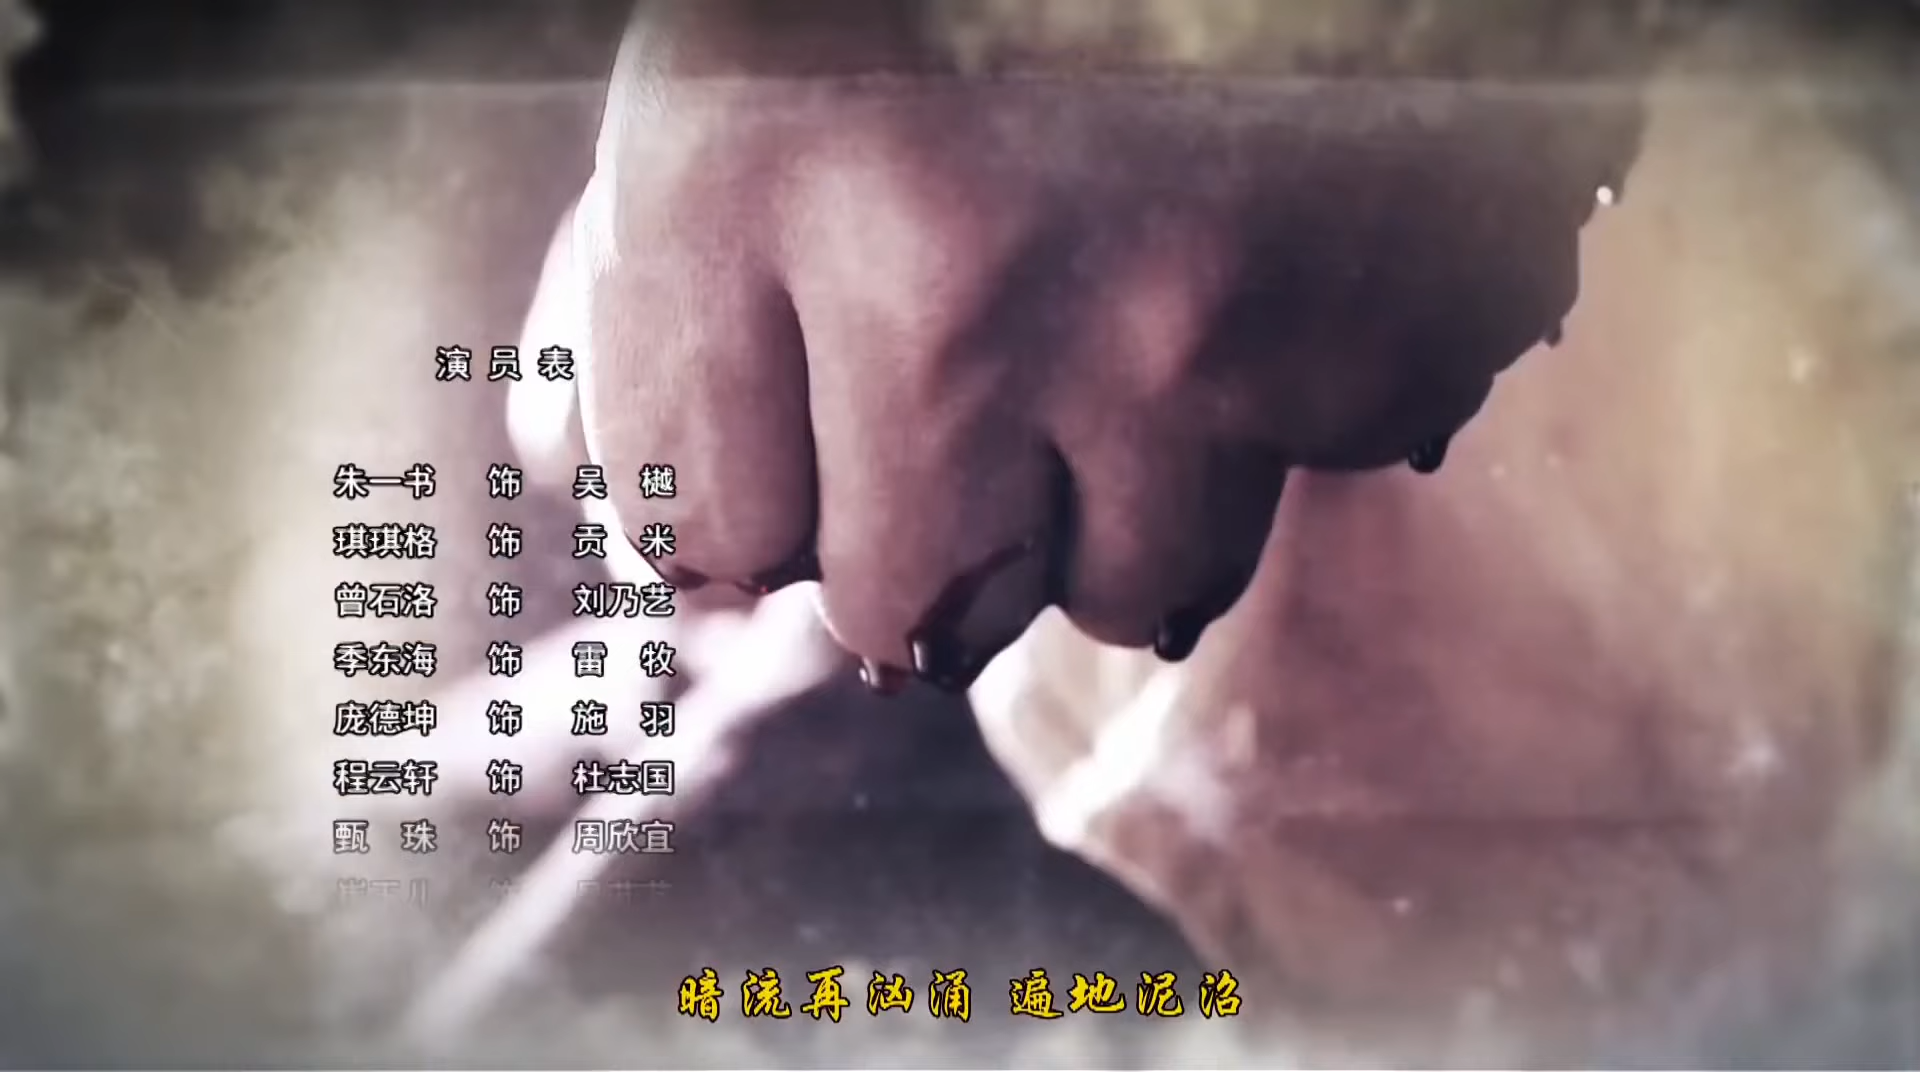 演员表
朱一书 饰 吴樾
琪琪格 饰 贡米
曾石洛 饰 刘乃艺
季东海 饰 雷牧
庞德坤 饰 施羽
程云轩 饰 杜志国
甄珠 饰 周欣宜
饰
暗流再汹涌 遍地泥沼